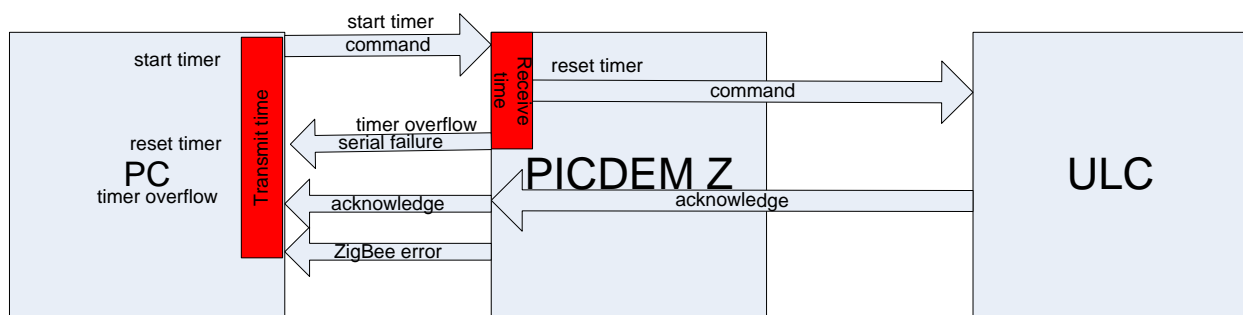 start timer
command
start timer
Receive
time
reset timer
command
Transmit time
timer overflow
serial failure
reset timer
PC
PICDEM Z
ULC
timer overflow
acknowledge
acknowledge
ZigBee error